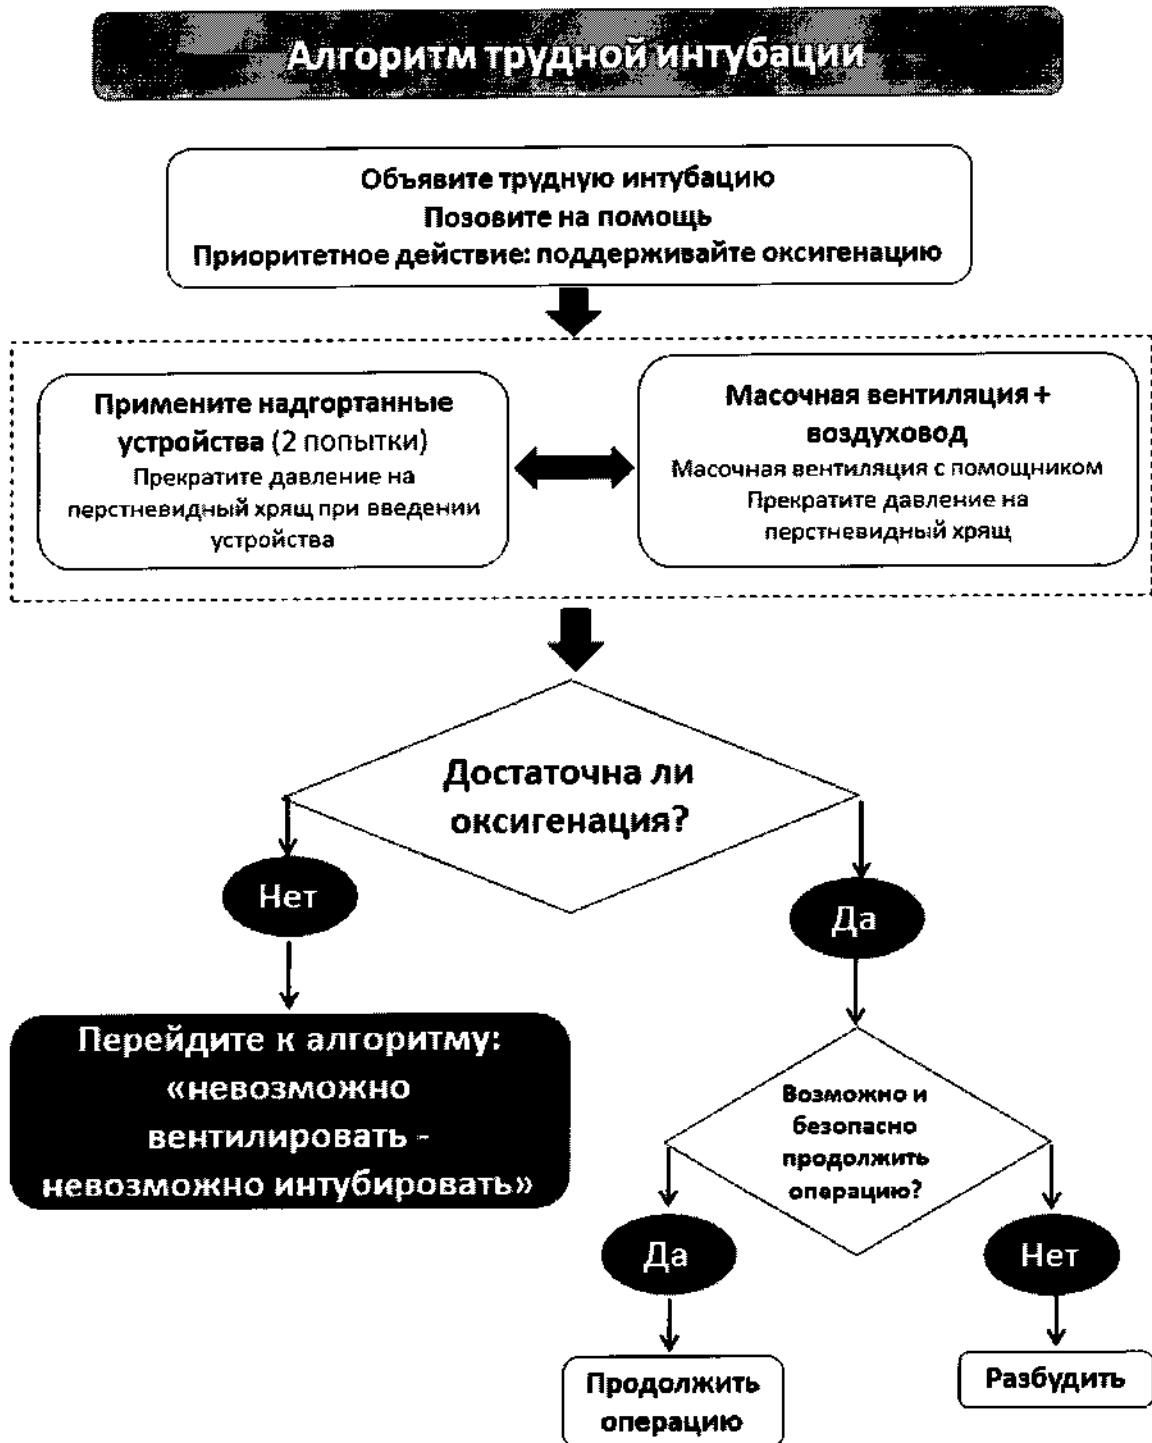 Алгоритм трудной интубации
Объявите трудную интубацию
Позовите на помощь
Приоритетное действие: поддерживайте оксигенацию
Примените надгортанные
устройства (2 попытки)
Прекратите давление на
перстневидный хрящ при введении
устройства
Масочная вентиляция +
воздуховод
Масочная вентиляция с помощником
Прекратите давление на
перстневидный хрящ
Достаточна ли
оксигенация?
Нет
Да
Перейдите к алгоритму:
«невозможно
вентилировать -
невозможно интубировать»
Возможно и
безопасно
продолжить
операцию?
Да
Нет
Продолжить
операцию
Разбудить